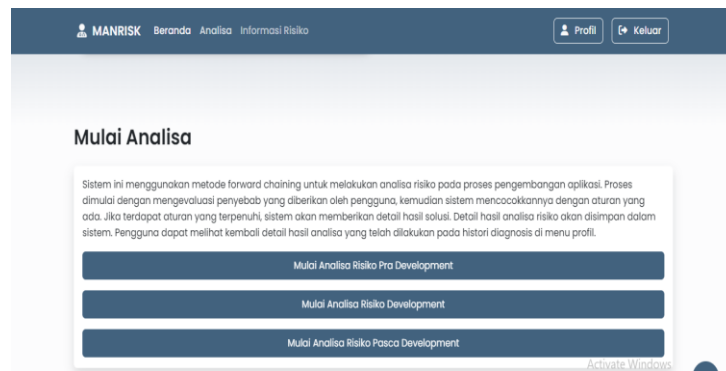 MANRISK Beranda Analisa Informasi Risiko Profil Keluar
Mulai Analisa
Sistem ini menggunakan metode forward chaining untuk melakukan analisa risiko pada proses pengembangan aplikasi. Proses
dimulai dengan mengevaluasi penyebab yang diberikan oleh pengguna, kemudian sistem mencocokkannya dengan aturan yang
ada. Jika terdapat aturan yang terpenuhi, sistem akan memberikan detail hasil solusi. Detail hasil analisa risiko akan disimpan dalam
sistem. Pengguna dapat melihat kembali detail hasil analisa yang telah dilakukan pada histori diagnosis di menu profil.
Mulai Analisa Risiko Pra Development
Mulai Analisa Risiko Development
Mulai Analisa Risiko Pasca Development
Activate Windows